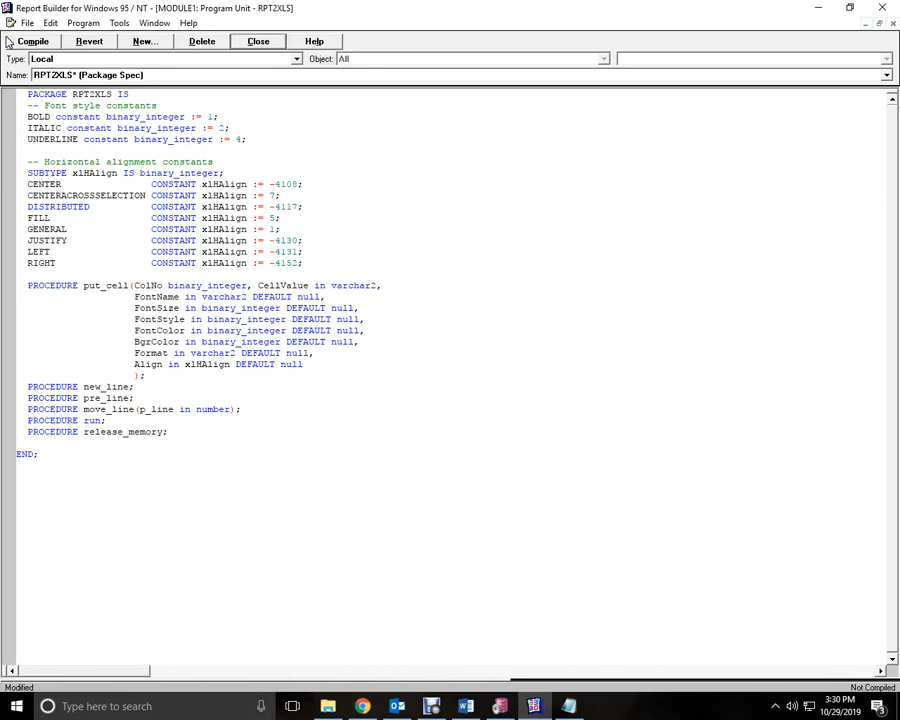 Report Builder for Windows 95 / NT - [MODULE1: Program Unit - RPT2XLS]
File Edit Program Tools Window Help
Compile Revert New... Delete Close Help
Type: Local Object: All
Name: RPT2XLS* (Package Spec)
PACKAGE RPT2XLS IS
-- Font style constants
BOLD constant binary_integer := 1;
ITALIC constant binary_integer := 2;
UNDERLINE constant binary_integer := 4;
-- Horizontal alignment constants
SUBTYPE xlHAlign IS binary_integer;
CENTER CONSTANT xlHAlign := -4108;
CENTERACROSSSELECTION CONSTANT xlHAlign := 7;
DISTRIBUTED CONSTANT xlHAlign := -4117;
FILL CONSTANT xlHAlign := 5;
GENERAL CONSTANT xlHAlign := 1;
JUSTIFY CONSTANT xlHAlign := -4130;
LEFT CONSTANT xlHAlign := -4131;
RIGHT CONSTANT xlHAlign := -4152;
PROCEDURE put_cell(ColNo binary_integer, CellValue in varchar2,
FontName in varchar2 DEFAULT null,
FontSize in binary_integer DEFAULT null,
FontStyle in binary_integer DEFAULT null,
FontColor in binary_integer DEFAULT null,
BgrColor in binary_integer DEFAULT null,
Format in varchar2 DEFAULT null,
Align in xlHAlign DEFAULT null
);
PROCEDURE new_line;
PROCEDURE pre_line;
PROCEDURE move_line(p_line in number);
PROCEDURE run;
PROCEDURE release_memory;
END;
Modified Not Compiled
Type here to search
3:30 PM
10/29/2019
3